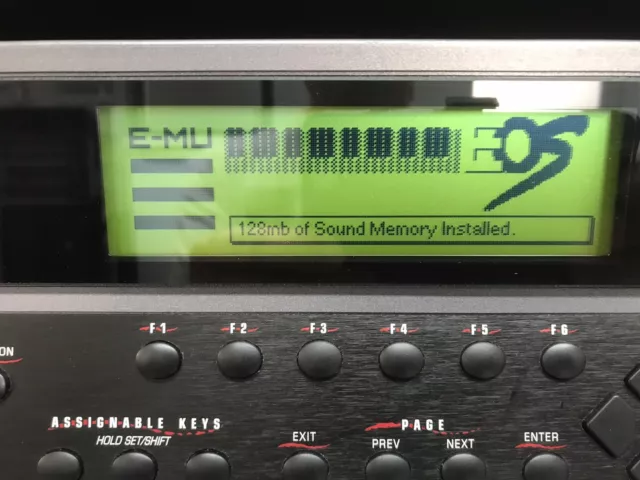 E-MU
EOS
128mb of Sound Memory Installed.
F1 F2 F3 F4 F5 F6
ON
ASSIGNABLE KEYS
HOLD SET/SHIFT
PAGE
EXIT PREV NEXT ENTER